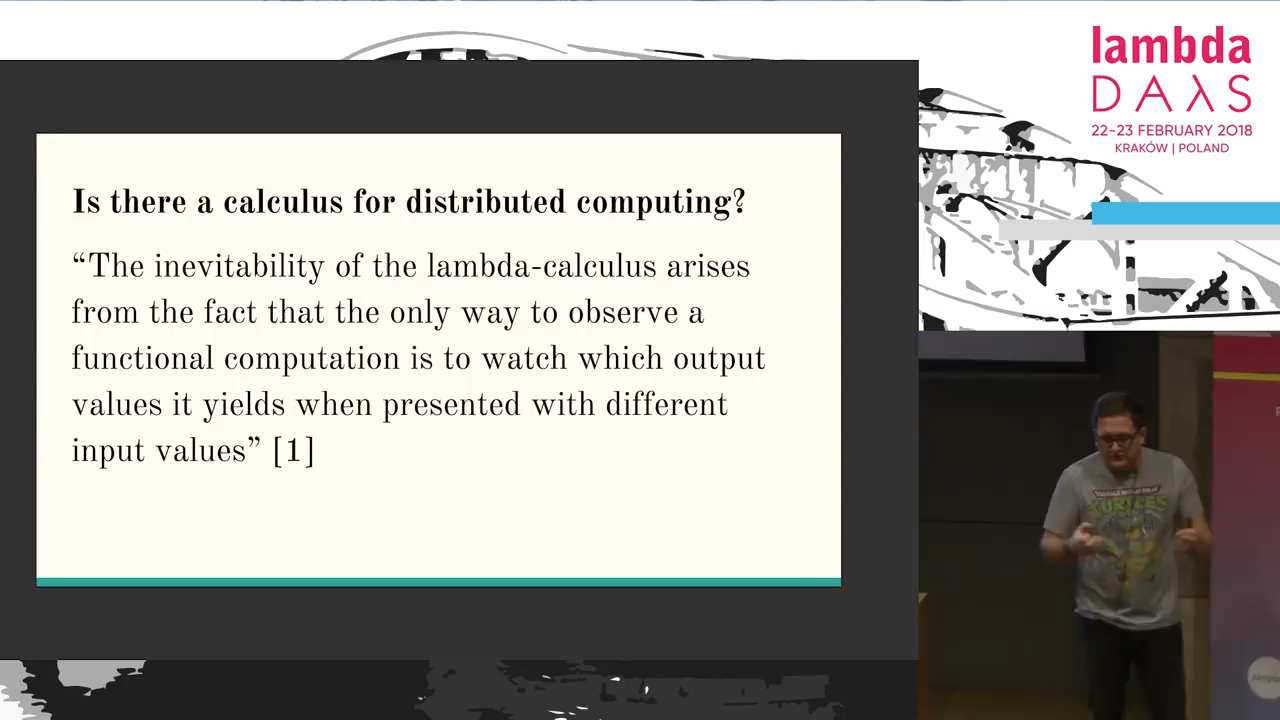 lambda
DAλS
22-23 FEBRUARY 2018
KRAKÓW | POLAND
Is there a calculus for distributed computing?
“The inevitability of the lambda-calculus arises
from the fact that the only way to observe a
functional computation is to watch which output
values it yields when presented with different
input values” [1]
TURTLES